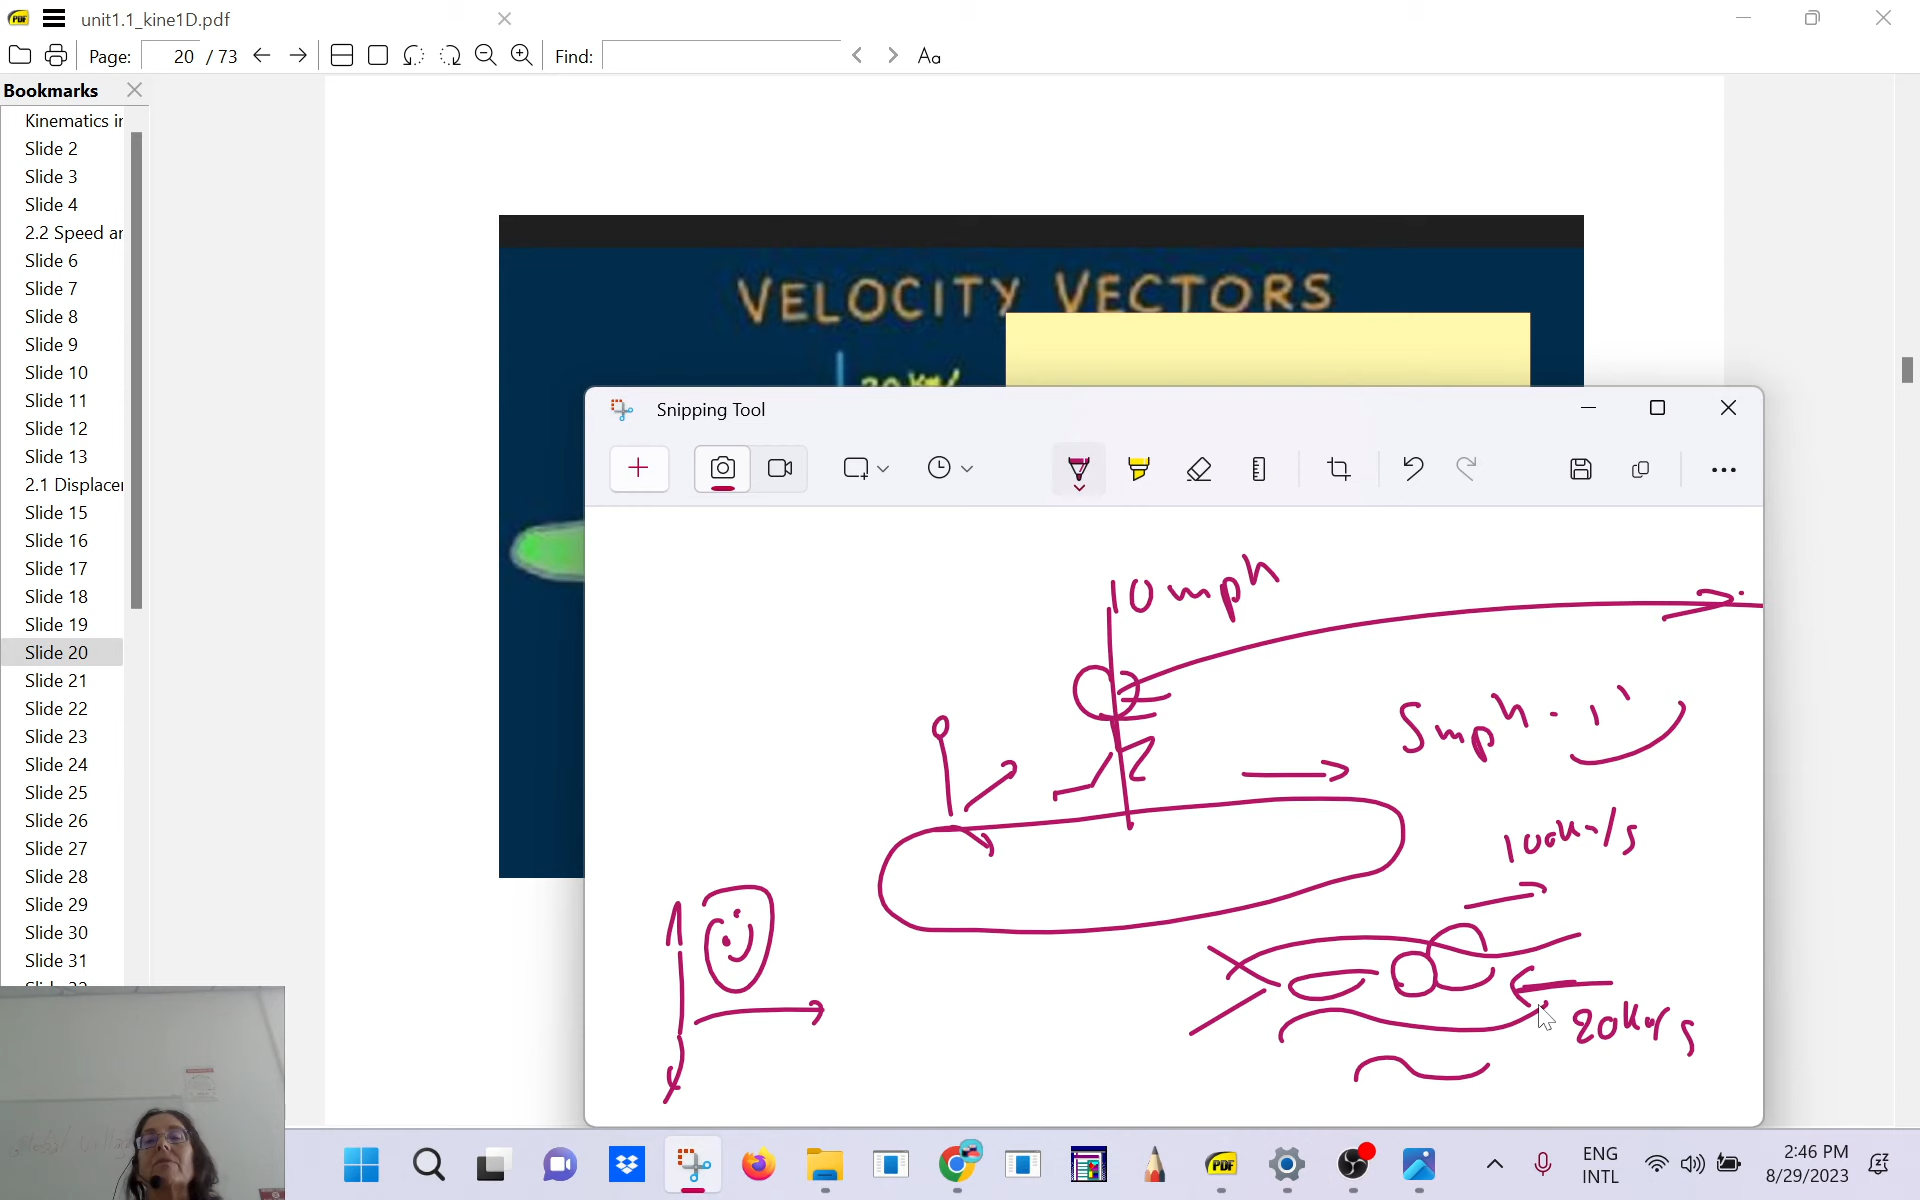 unit1.1_kine1D.pdf
Page: 20 / 73 Find: Aa
Bookmarks
Kinematics in
Slide 2
Slide 3
Slide 4
2.2 Speed ar
Slide 6
Slide 7
Slide 8
Slide 9
Slide 10
Slide 11
Slide 12
Slide 13
2.1 Displacer
Slide 15
Slide 16
Slide 17
Slide 18
Slide 19
Slide 20
Slide 21
Slide 22
Slide 23
Slide 24
Slide 25
Slide 26
Slide 27
Slide 28
Slide 29
Slide 30
Slide 31
VELOCITY VECTORS
Snipping Tool
10 mph
5mph
100km/s
20km/s
PDF
ENG
INTL
2:46 PM
8/29/2023